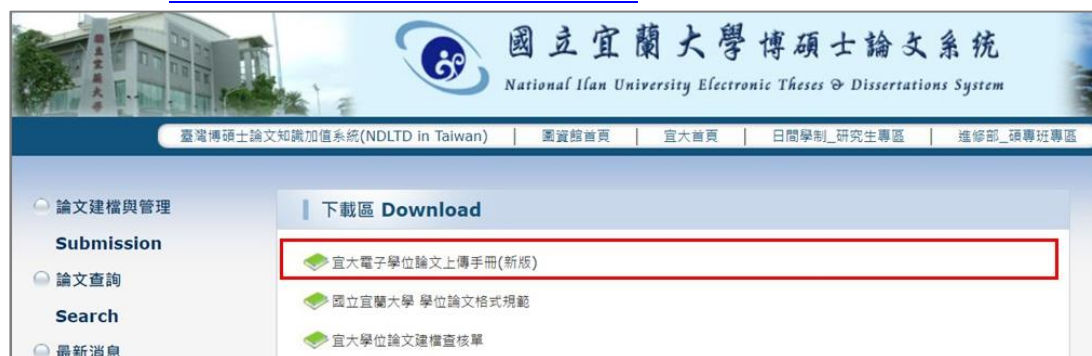 國立宜蘭大學博碩士論文系統
National Ilan University Electronic Theses & Dissertations System
臺灣博碩士論文知識加值系統(NDLTD in Taiwan) | 圖資館首頁 | 宜大首頁 | 日間學制_研究生專區 | 進修部_碩專班專區
論文建檔與管理
Submission
論文查詢
Search
最新消息
下載區 Download
宜大電子學位論文上傳手冊(新版)
國立宜蘭大學 學位論文格式規範
宜大學位論文建檔查核單